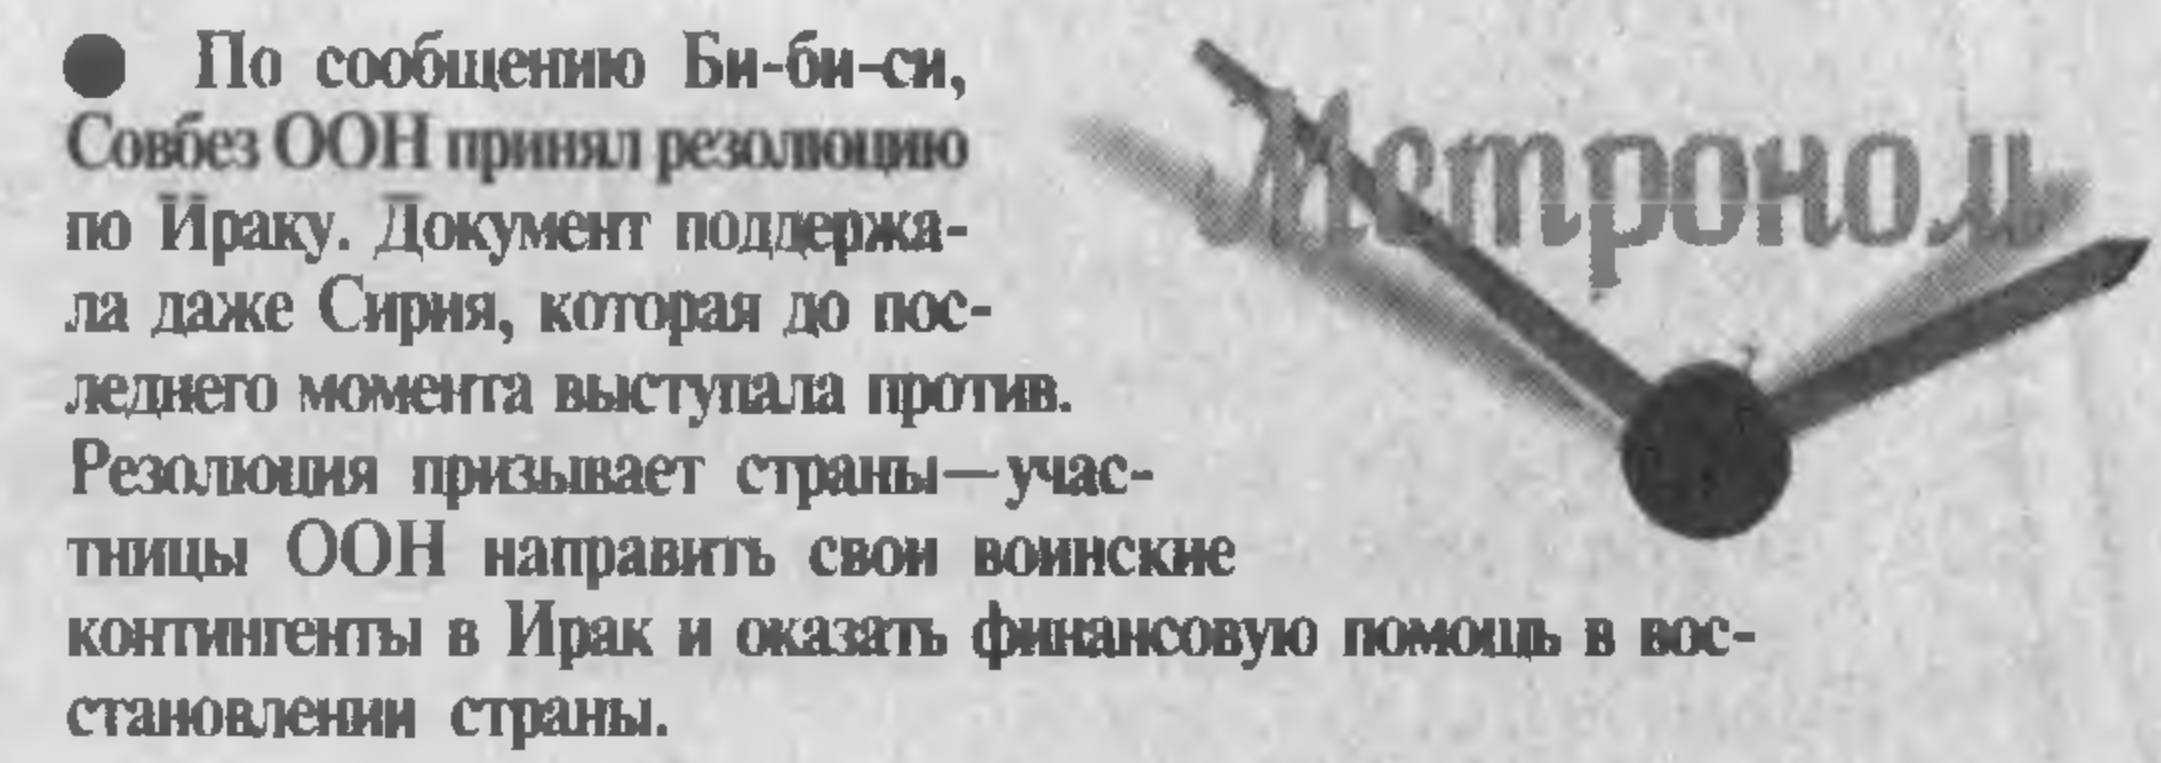 ● По сообщению Би-би-си,
Совбез ООН принял резолюцию
по Ираку. Документ поддержа-
ла даже Сирия, которая до пос-
леднего момента выступала против.
Резолюция призывает страны—учас-
тницы ООН направить свои воинские
контингенты в Ирак и оказать финансовую помощь в вос-
становлении страны.
Метроном